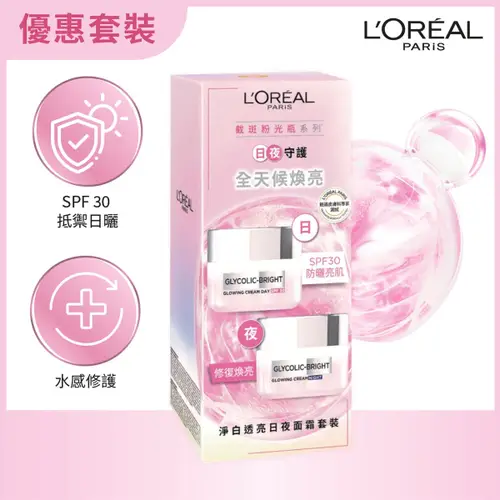 優惠套裝
L'ORÉAL
PARIS
SPF 30
抵禦日曬
水感修護
L'ORÉAL
PARIS
截斑粉光瓶系列
日夜守護
全天候煥亮
日
SPF30
防曬亮肌
GLYCOLIC-BRIGHT
GLOWING CREAM DAY
夜
修復煥亮
GLYCOLIC-BRIGHT
GLOWING CREAM NIGHT
淨白透亮日夜面霜套裝